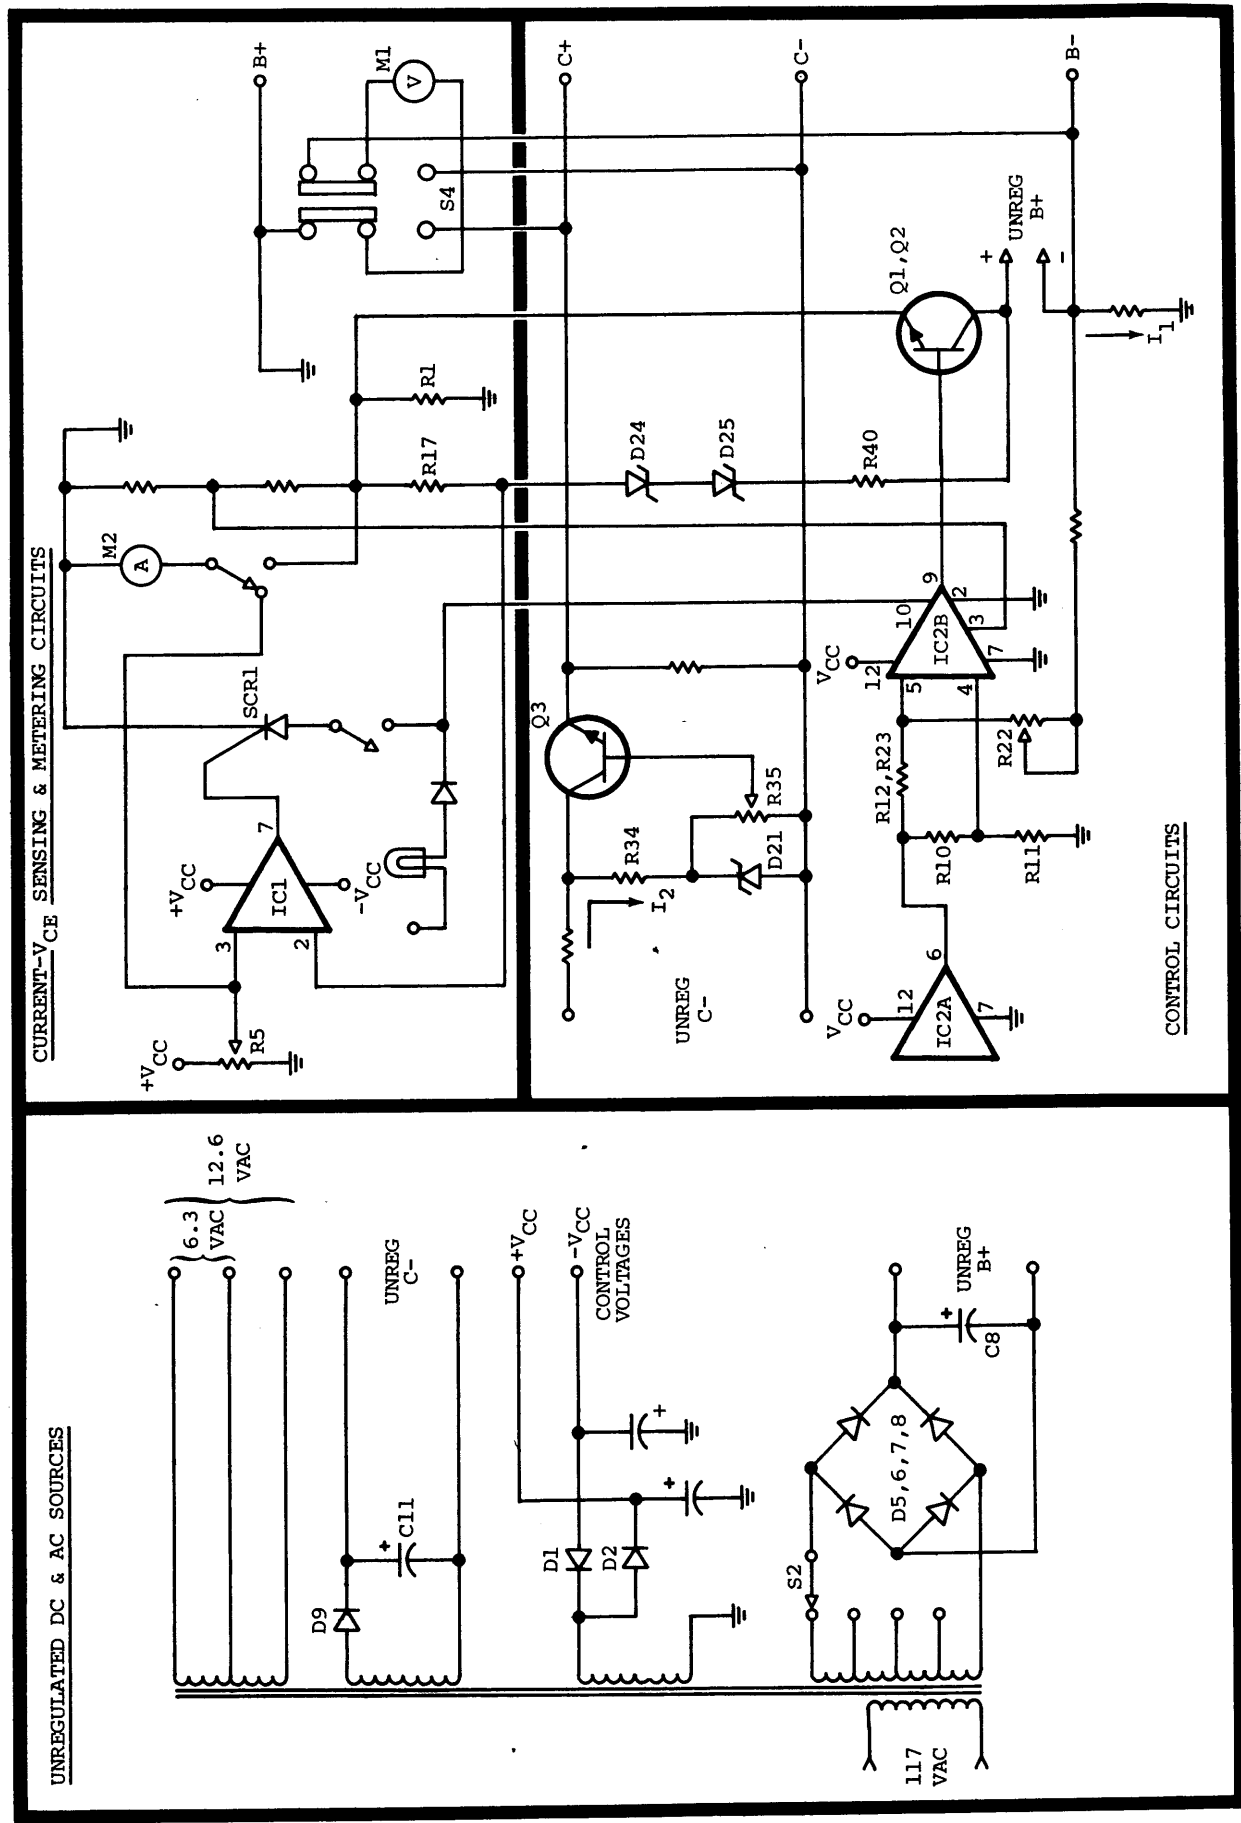 UNREGULATED DC & AC SOURCES
6.3
VAC
12.6
VAC
D9
+
C11
UNREG
C-
+VCC
-VCC
CONTROL
VOLTAGES
D1
D2
+
+
S2
D5,6,7,8
+
C8
UNREG
B+
117
VAC
CURRENT-VCE SENSING & METERING CIRCUITS
+VCC
R5
3
2
+VCC
IC1
-VCC
7
SCR1
M2
A
R17
R1
B+
M1
V
S4
UNREG
C-
I2
R34
D21
R35
Q3
C+
C-
D24
D25
R40
VCC
12
IC2A
6
7
R12,R23
R10
R11
R22
VCC
12
5
4
IC2B
10
9
2
3
7
Q1,Q2
+
-
UNREG
B+
I1
B-
CONTROL CIRCUITS